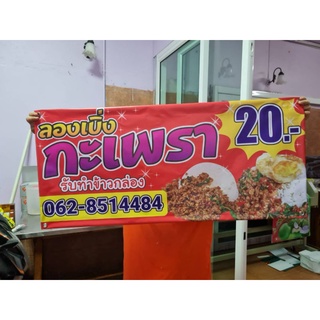 ลองเบิ่ง
กะเพรา
20.-
รับทำข้าวกล่อง
062-8514484